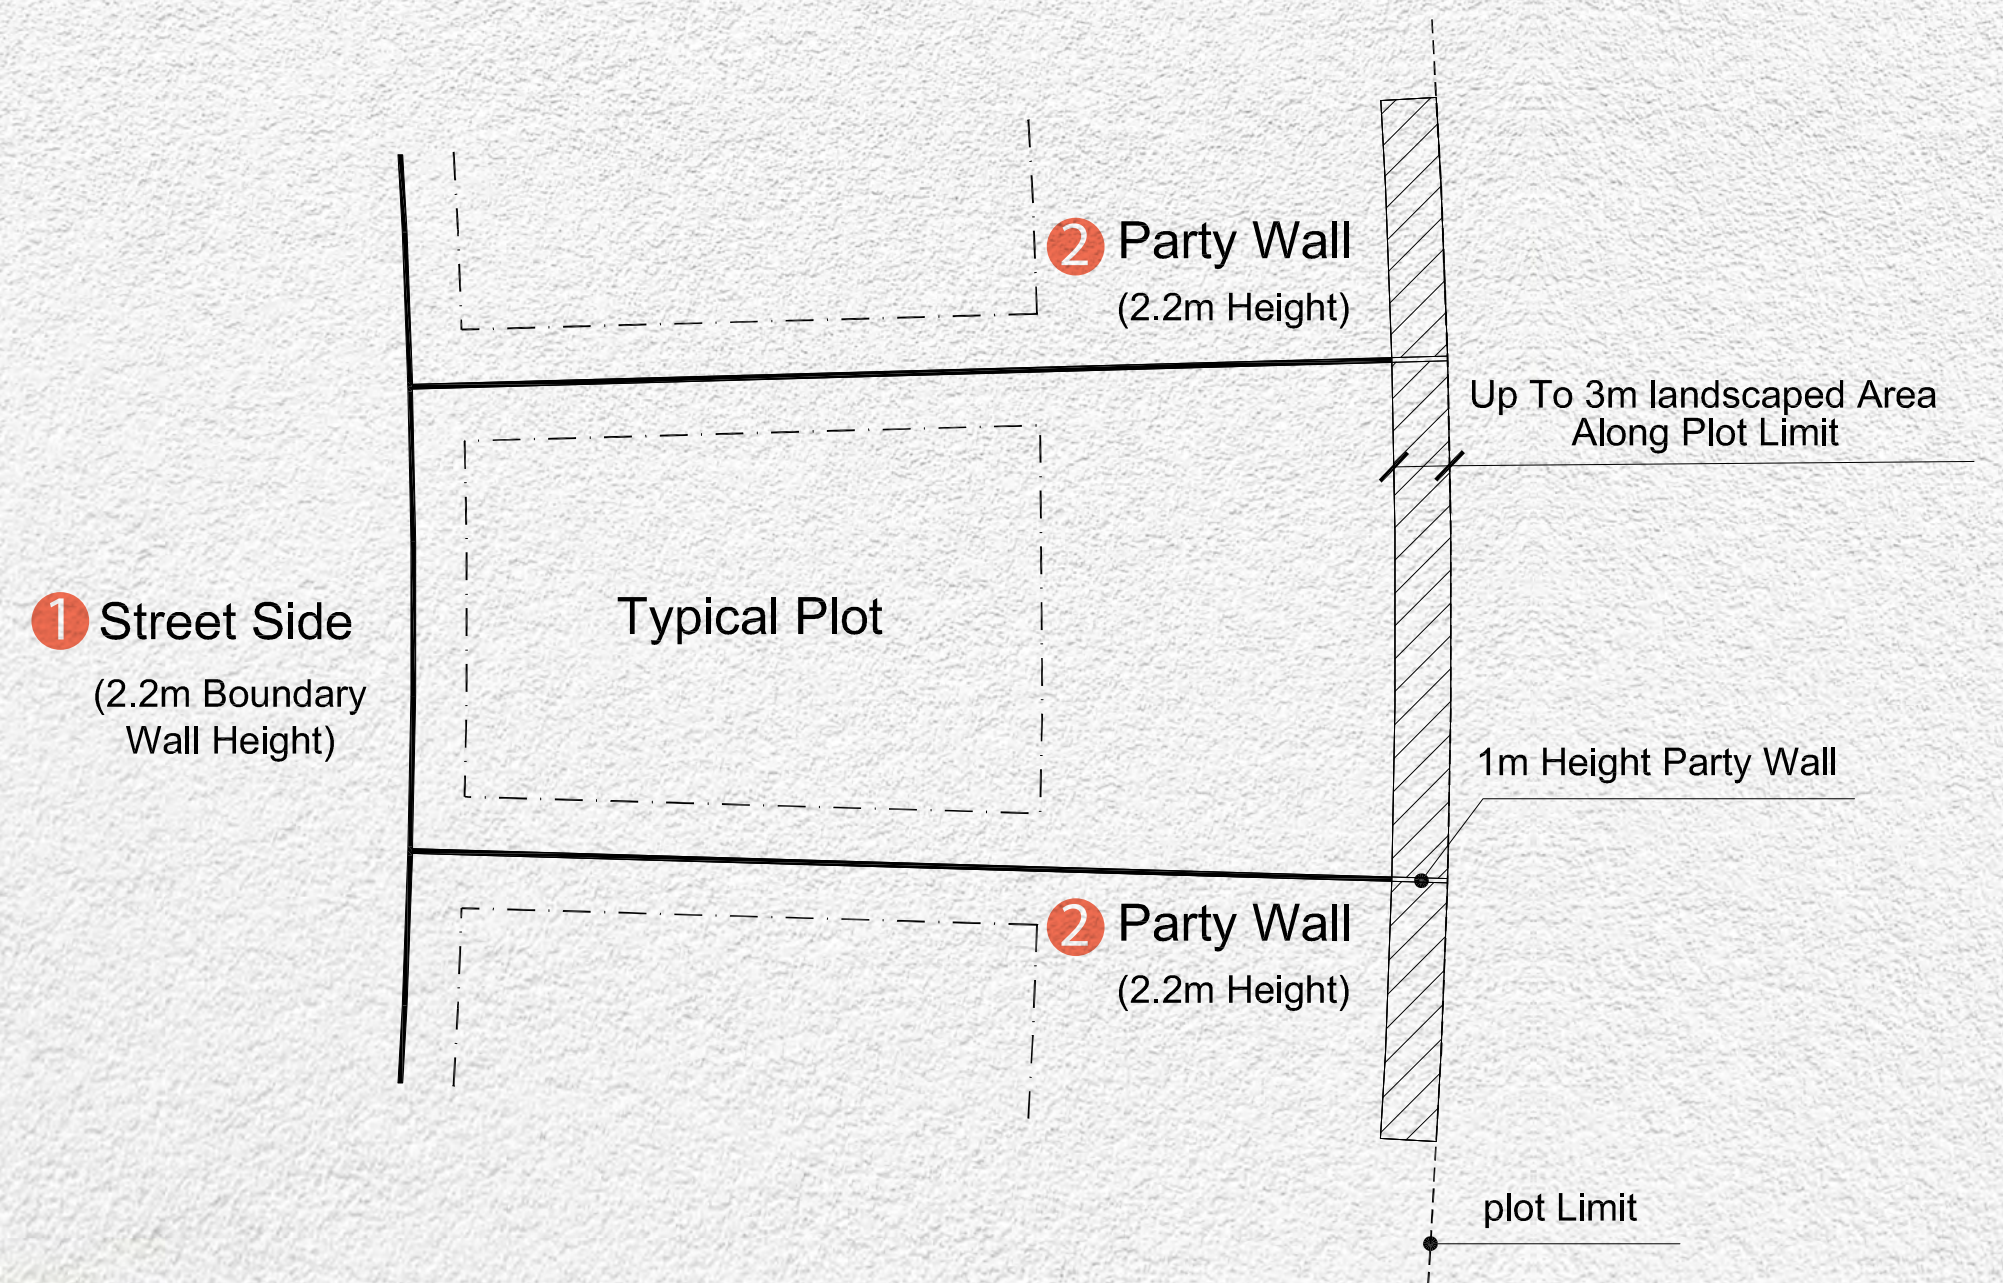 2 Party Wall
(2.2m Height)
Up To 3m landscaped Area
Along Plot Limit
1 Street Side
(2.2m Boundary
Wall Height)
Typical Plot
1m Height Party Wall
2 Party Wall
(2.2m Height)
plot Limit